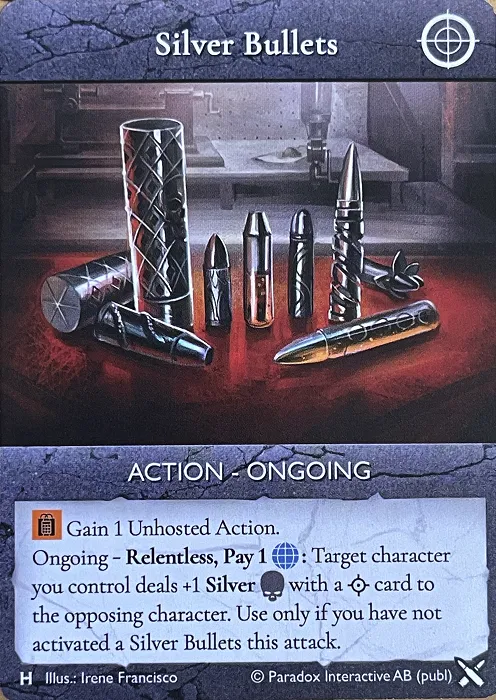 Silver Bullets
ACTION - ONGOING
Gain 1 Unhosted Action.
Ongoing – Relentless, Pay 1 : Target character
you control deals +1 Silver with a card to
the opposing character. Use only if you have not
activated a Silver Bullets this attack.
H Illus.: Irene Francisco © Paradox Interactive AB (publ)